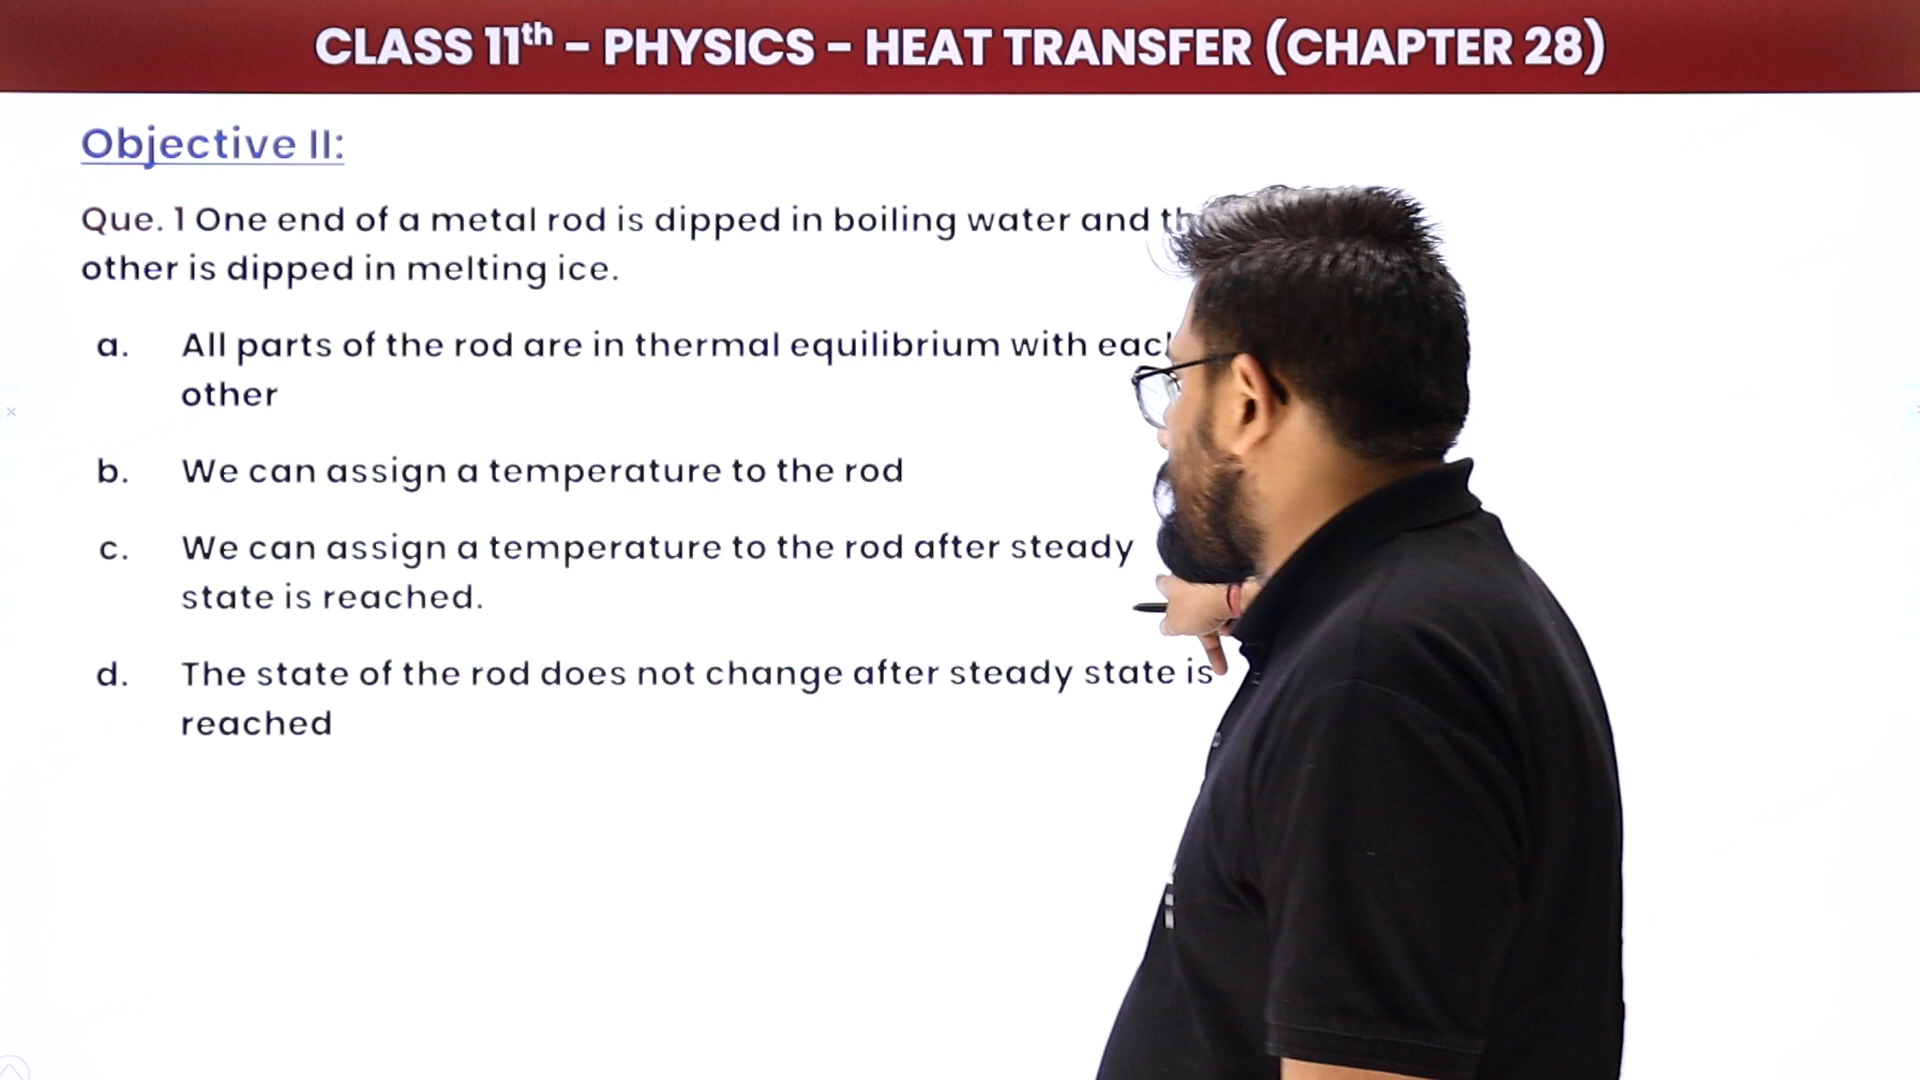 CLASS 11th – PHYSICS – HEAT TRANSFER (CHAPTER 28)
Objective II:
Que. 1 One end of a metal rod is dipped in boiling water and
other is dipped in melting ice.
a. All parts of the rod are in thermal equilibrium with each
other
b. We can assign a temperature to the rod
c. We can assign a temperature to the rod after steady
state is reached.
d. The state of the rod does not change after steady state is
reached